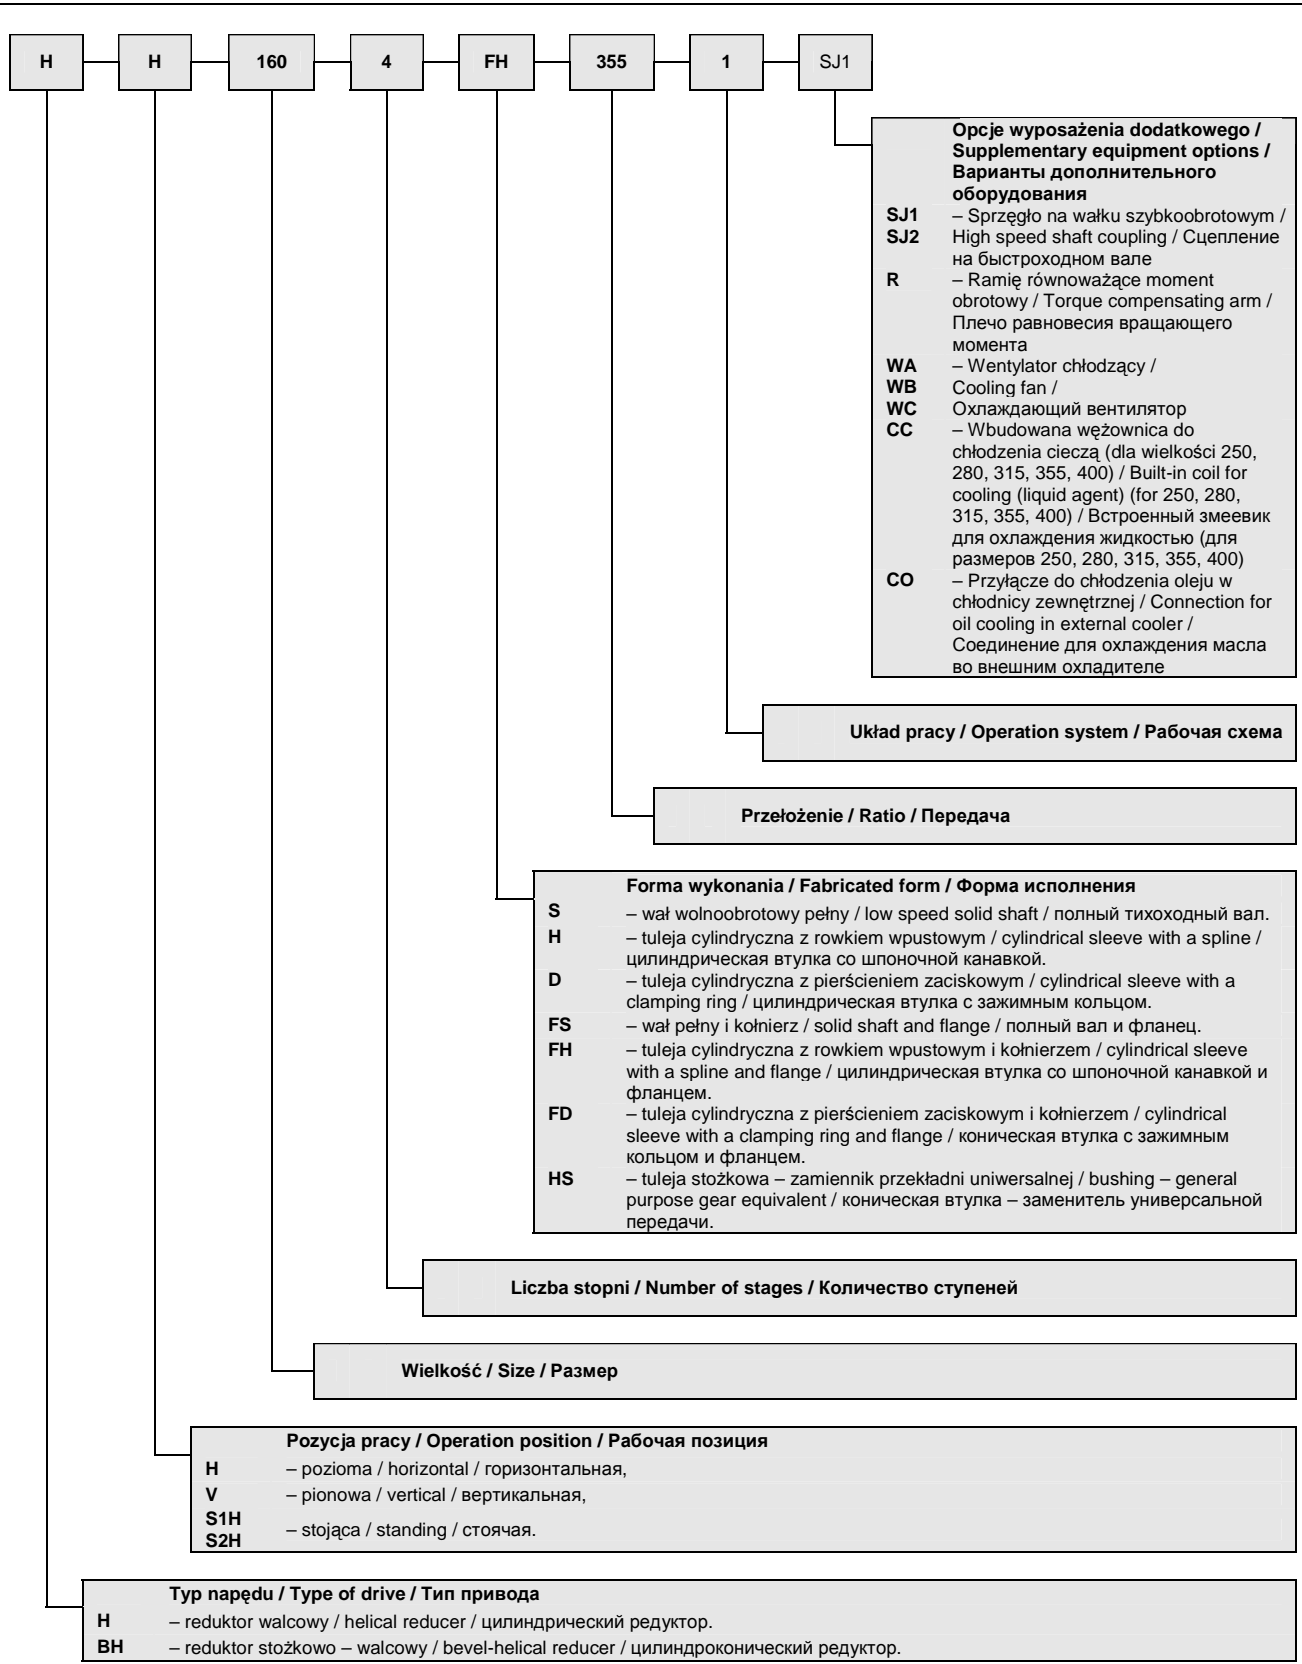 H H 160 4 FH 355 1 SJ1
Opcje wyposażenia dodatkowego /
Supplementary equipment options /
Варианты дополнительного
оборудования
SJ1 – Sprzęgło na wałku szybkoobrotowym /
SJ2 High speed shaft coupling / Сцепление
на быстроходном вале
R – Ramię równoważące moment
obrotowy / Torque compensating arm /
Плечо равновесия вращающего
момента
WA – Wentylator chłodzący /
WB Cooling fan /
WC Охлаждающий вентилятор
CC – Wbudowana wężownica do
chłodzenia cieczą (dla wielkości 250,
280, 315, 355, 400) / Built-in coil for
cooling (liquid agent) (for 250, 280,
315, 355, 400) / Встроенный змеевик
для охлаждения жидкостью (для
размеров 250, 280, 315, 355, 400)
CO – Przyłącze do chłodzenia oleju w
chłodnicy zewnętrznej / Connection for
oil cooling in external cooler /
Соединение для охлаждения масла
во внешним охладителе
Układ pracy / Operation system / Рабочая схема
Przełożenie / Ratio / Передача
Forma wykonania / Fabricated form / Форма исполнения
S – wał wolnoobrotowy pełny / low speed solid shaft / полный тихоходный вал.
H – tuleja cylindryczna z rowkiem wpustowym / cylindrical sleeve with a spline /
цилиндрическая втулка со шпоночной канавкой.
D – tuleja cylindryczna z pierścieniem zaciskowym / cylindrical sleeve with a
clamping ring / цилиндрическая втулка с зажимным кольцом.
FS – wał pełny i kołnierz / solid shaft and flange / полный вал и фланец.
FH – tuleja cylindryczna z rowkiem wpustowym i kołnierzem / cylindrical sleeve
with a spline and flange / цилиндрическая втулка со шпоночной канавкой и
фланцем.
FD – tuleja cylindryczna z pierścieniem zaciskowym i kołnierzem / cylindrical
sleeve with a clamping ring and flange / коническая втулка с зажимным
кольцом и фланцем.
HS – tuleja stożkowa – zamiennik przekładni uniwersalnej / bushing – general
purpose gear equivalent / коническая втулка – заменитель универсальной
передачи.
Liczba stopni / Number of stages / Количество ступеней
Wielkość / Size / Размер
Pozycja pracy / Operation position / Рабочая позиция
H – pozioma / horizontal / горизонтальная,
V – pionowa / vertical / вертикальная,
S1H
S2H – stojąca / standing / стоячая.
Typ napędu / Type of drive / Тип привода
H – reduktor walcowy / helical reducer / цилиндрический редуктор.
BH – reduktor stożkowo – walcowy / bevel-helical reducer / цилиндроконический редуктор.